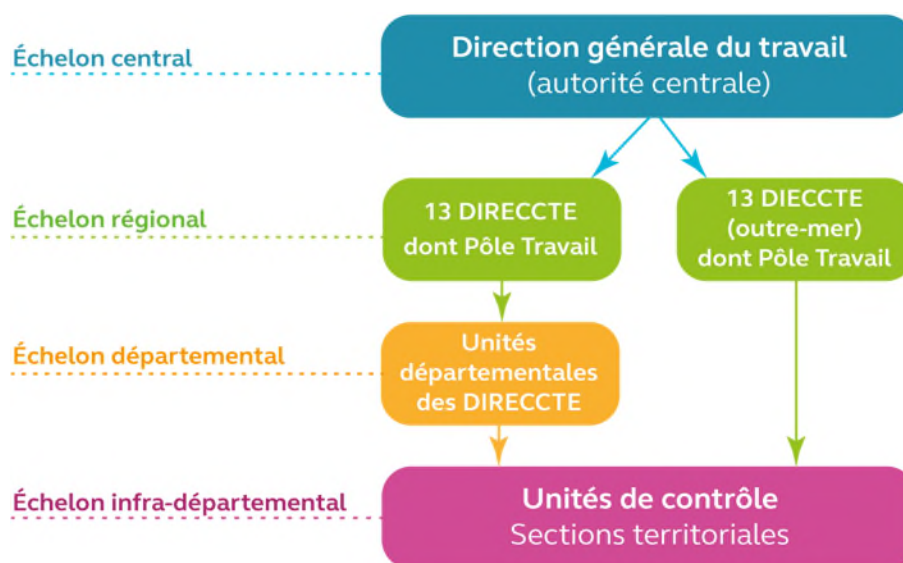 Échelon central
Direction générale du travail
(autorité centrale)
Échelon régional
13 DIRECCTE
dont Pôle Travail
13 DIECCTE
(outre-mer)
dont Pôle Travail
Échelon départemental
Unités
départementales
des DIRECCTE
Échelon infra-départemental
Unités de contrôle
Sections territoriales